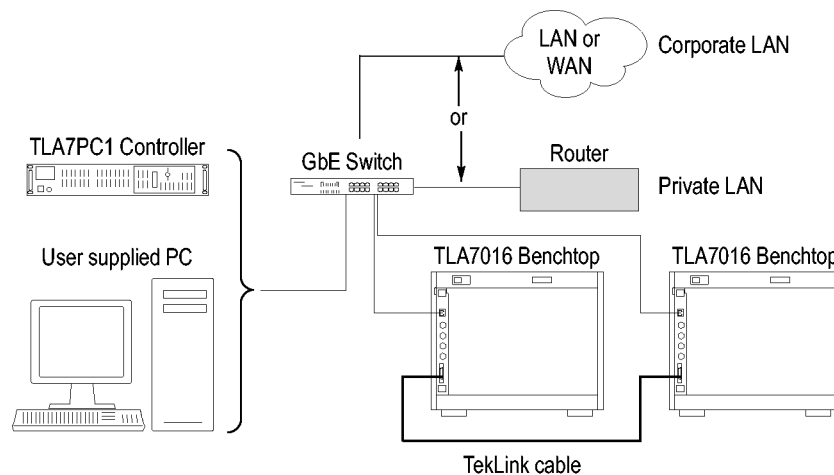 LAN or
WAN
Corporate LAN
or
TLA7PC1 Controller
GbE Switch
Router
Private LAN
User supplied PC
TLA7016 Benchtop
TLA7016 Benchtop
TekLink cable